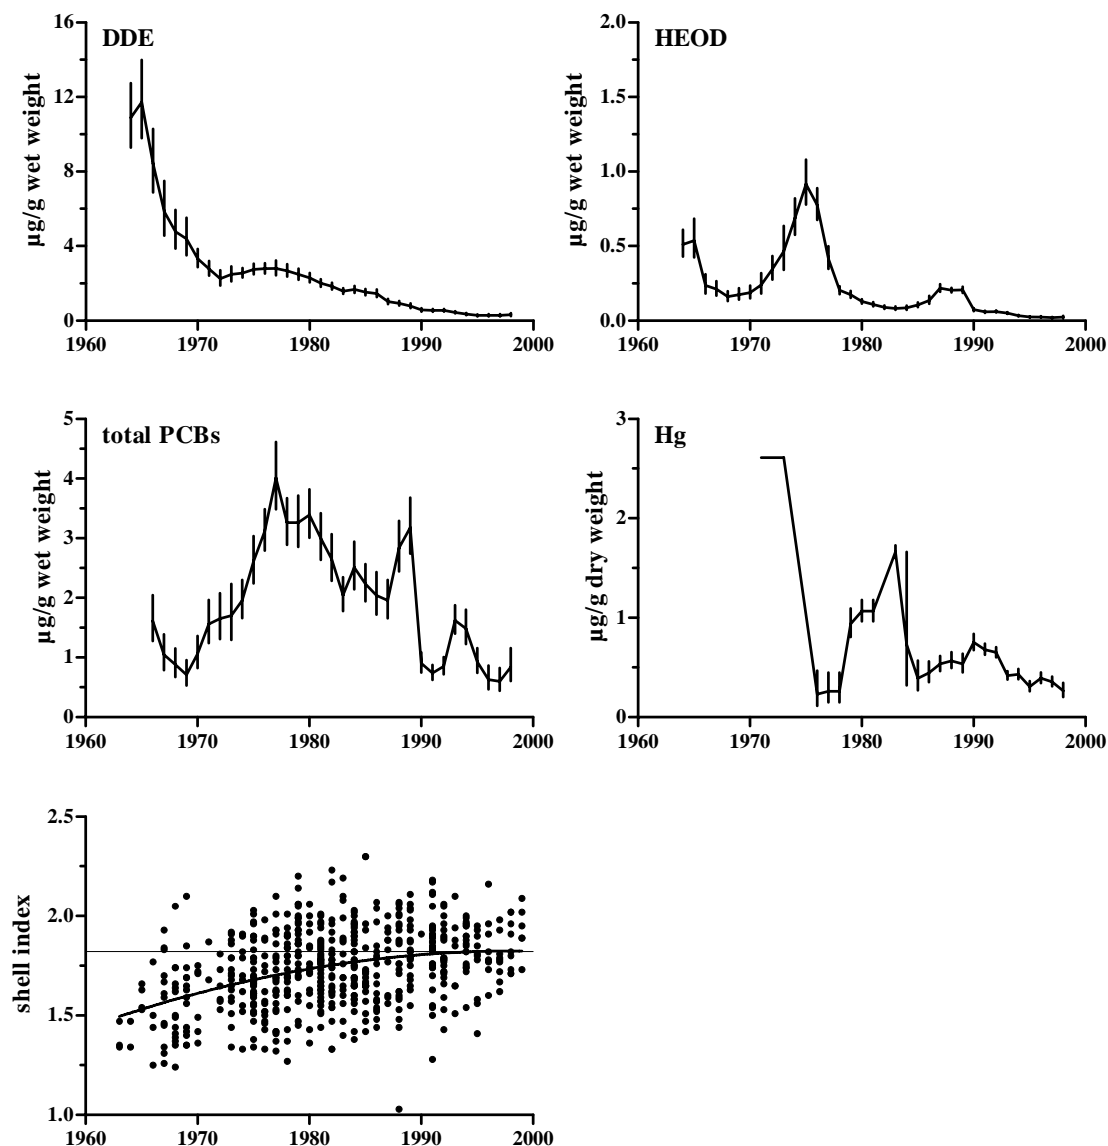 DDE
µg/g wet weight
16
12
8
4
0
1960 1970 1980 1990 2000
HEOD
µg/g wet weight
2.0
1.5
1.0
0.5
0.0
1960 1970 1980 1990 2000
total PCBs
µg/g wet weight
5
4
3
2
1
0
1960 1970 1980 1990 2000
Hg
µg/g dry weight
3
2
1
0
1960 1970 1980 1990 2000
shell index
2.5
2.0
1.5
1.0
1960 1970 1980 1990 2000